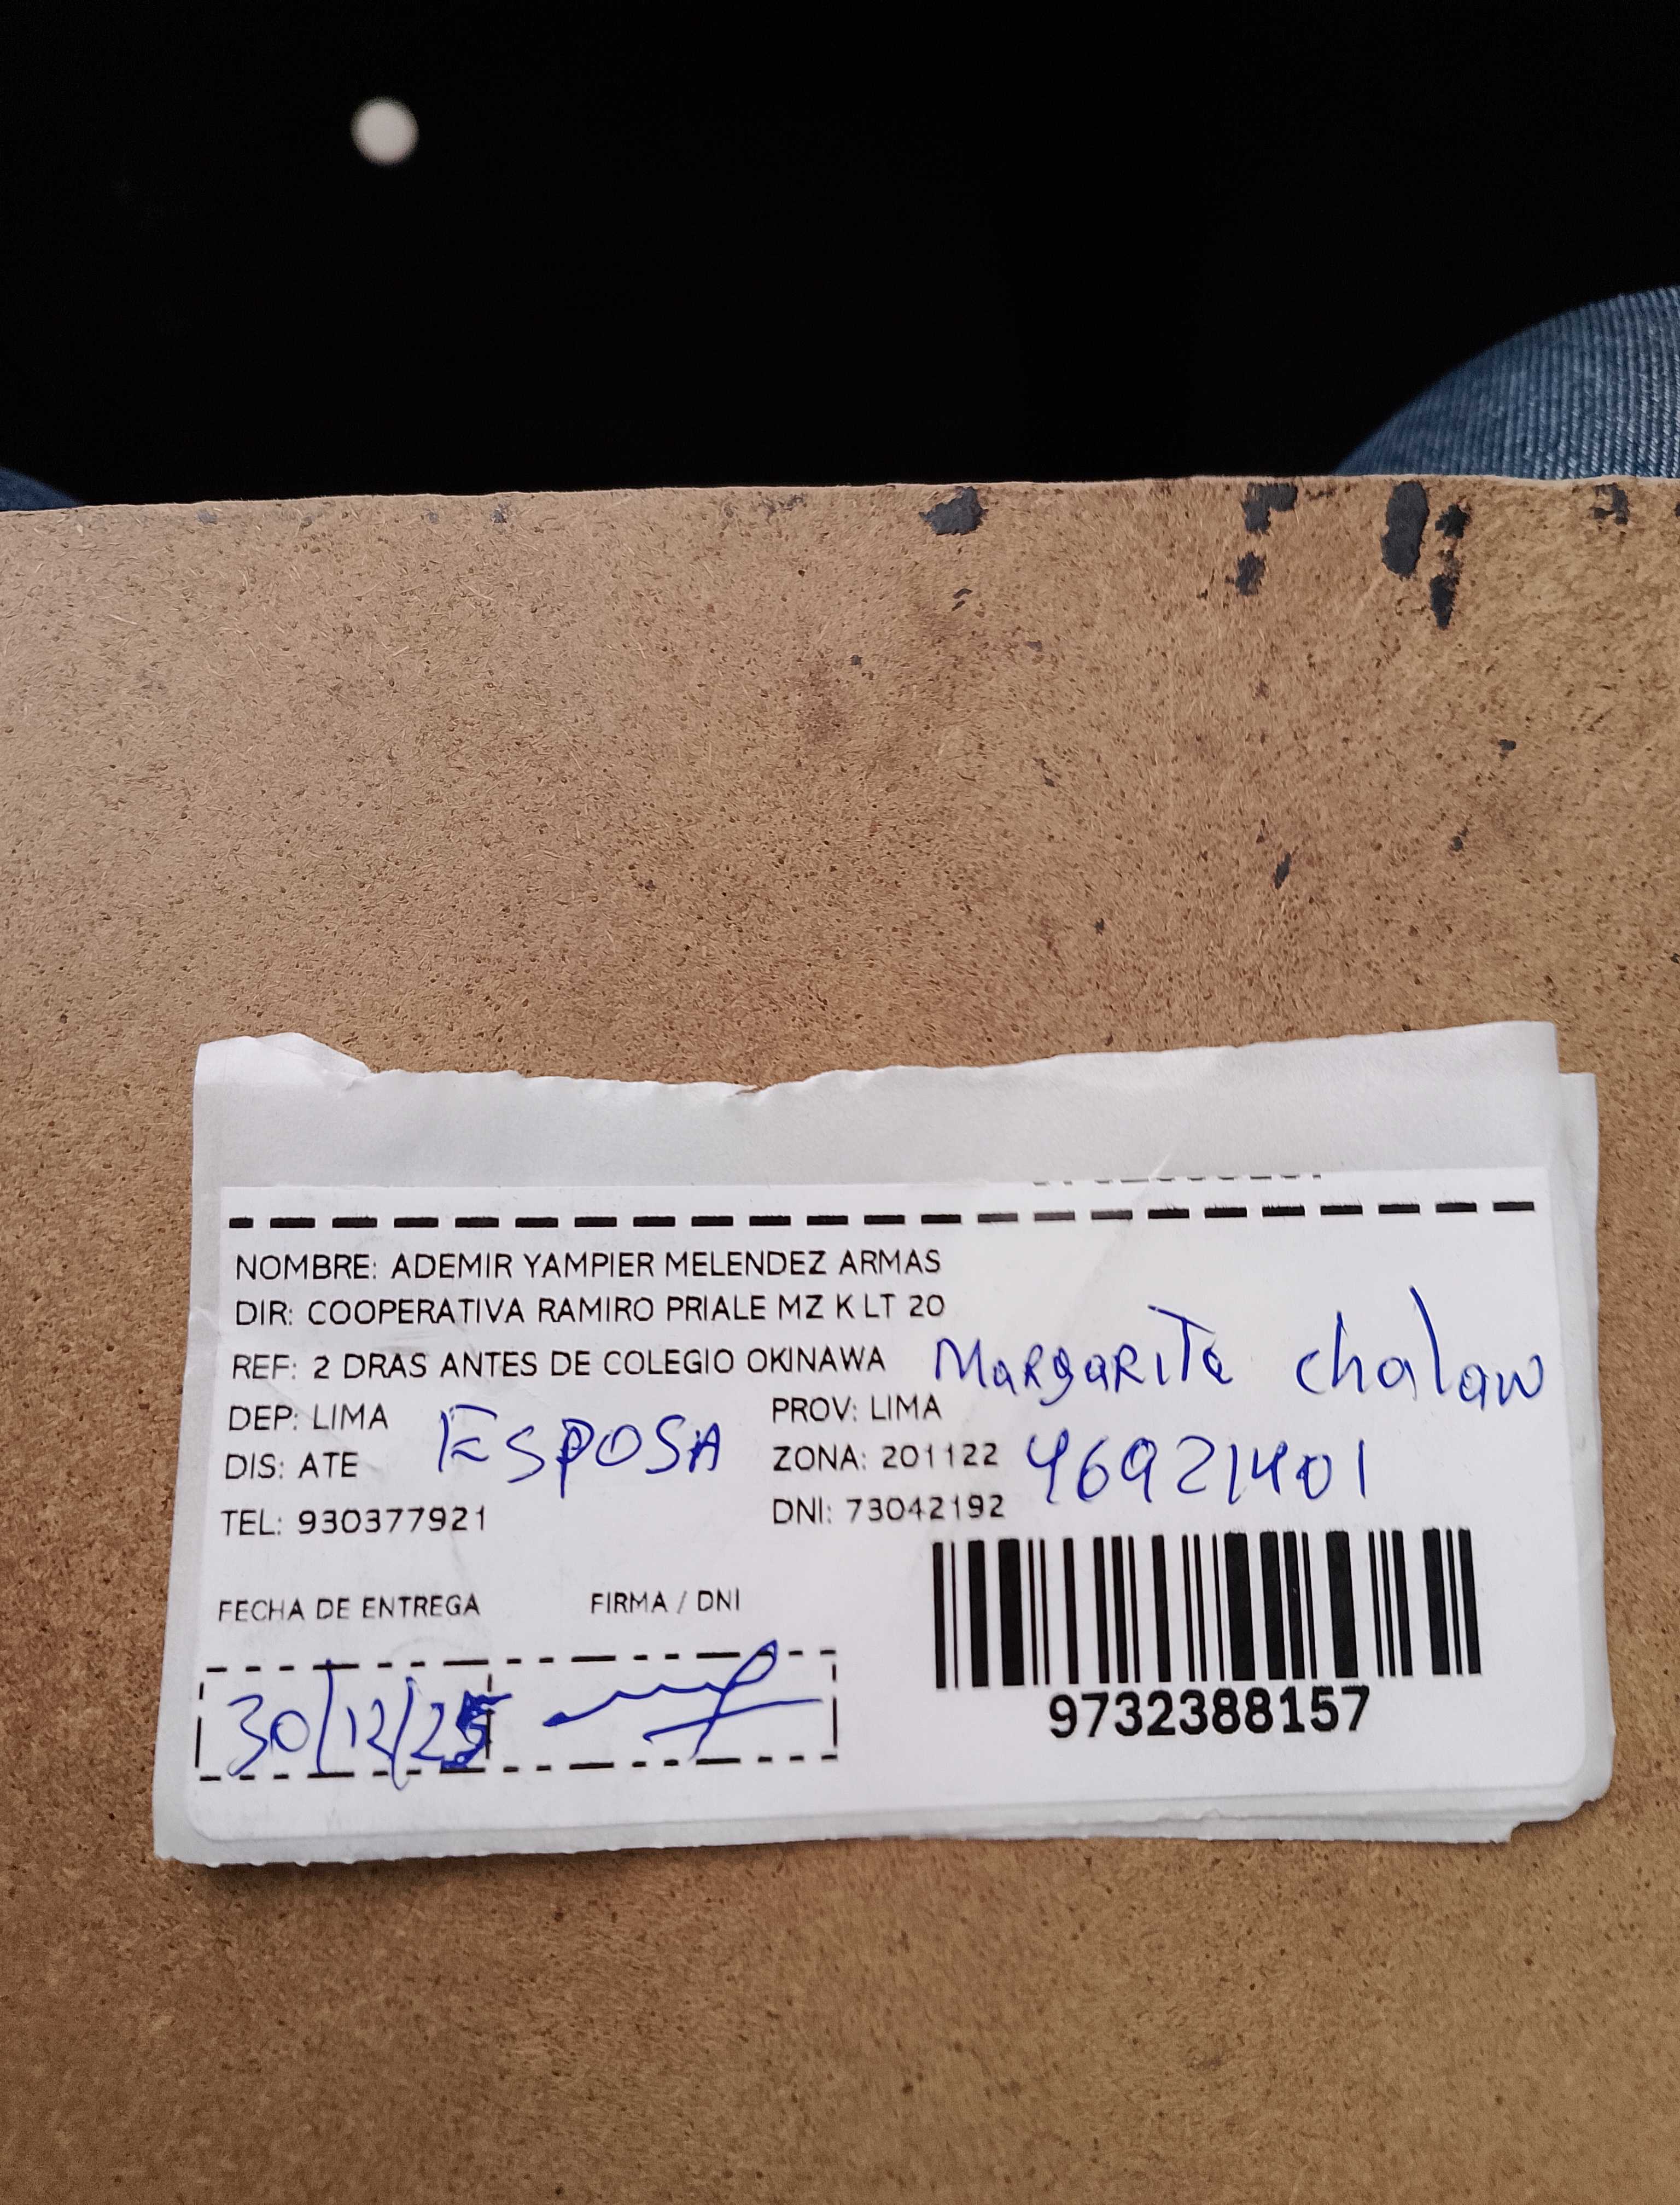 NOMBRE: ADEMIR YAMPIER MELENDEZ ARMAS
DIR: COOPERATIVA RAMIRO PRIALE MZ K LT 20
REF: 2 DRAS ANTES DE COLEGIO OKINAWA MARgARITa chalaw
DEP: LIMA ESPOSA PROV: LIMA
DIS: ATE ZONA: 201122 46921401
TEL: 930377921 DNI: 73042192
FECHA DE ENTREGA FIRMA / DNI
30/12/25
9732388157